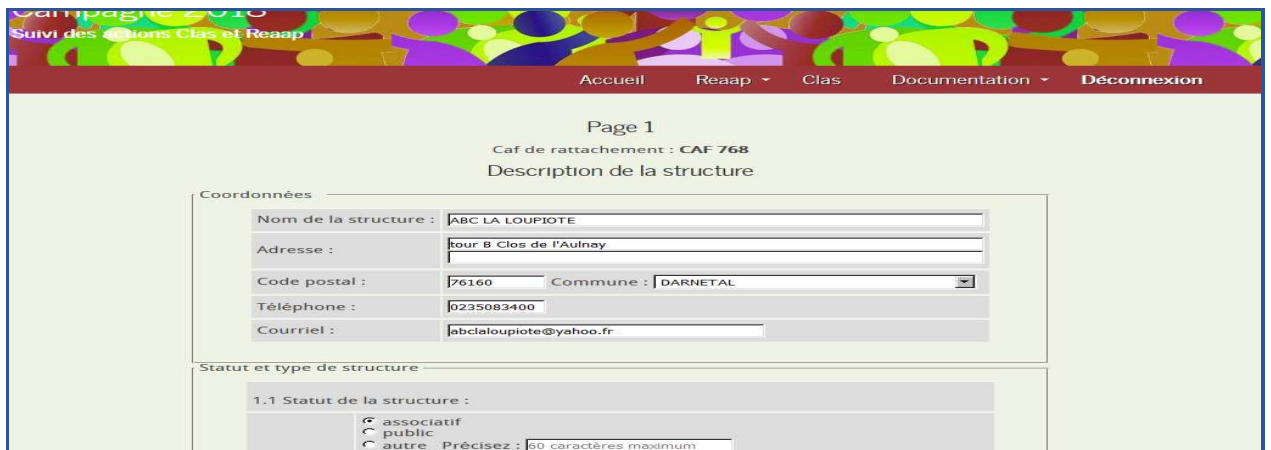 Campagne 2018
Suivi des actions Clas et Reaap
Accueil Reaap Clas Documentation Déconnexion
Page 1
Caf de rattachement : CAF 768
Description de la structure
Coordonnées
Nom de la structure : ABC LA LOUPIOTE
Adresse : tour B Clos de l'Aulnay
Code postal : 76160 Commune : DARNETAL
Téléphone : 0235083400
Courriel : abclaloupiote@yahoo.fr
Statut et type de structure
1.1 Statut de la structure :
associatif
public
autre Précisez : 60 caractères maximum